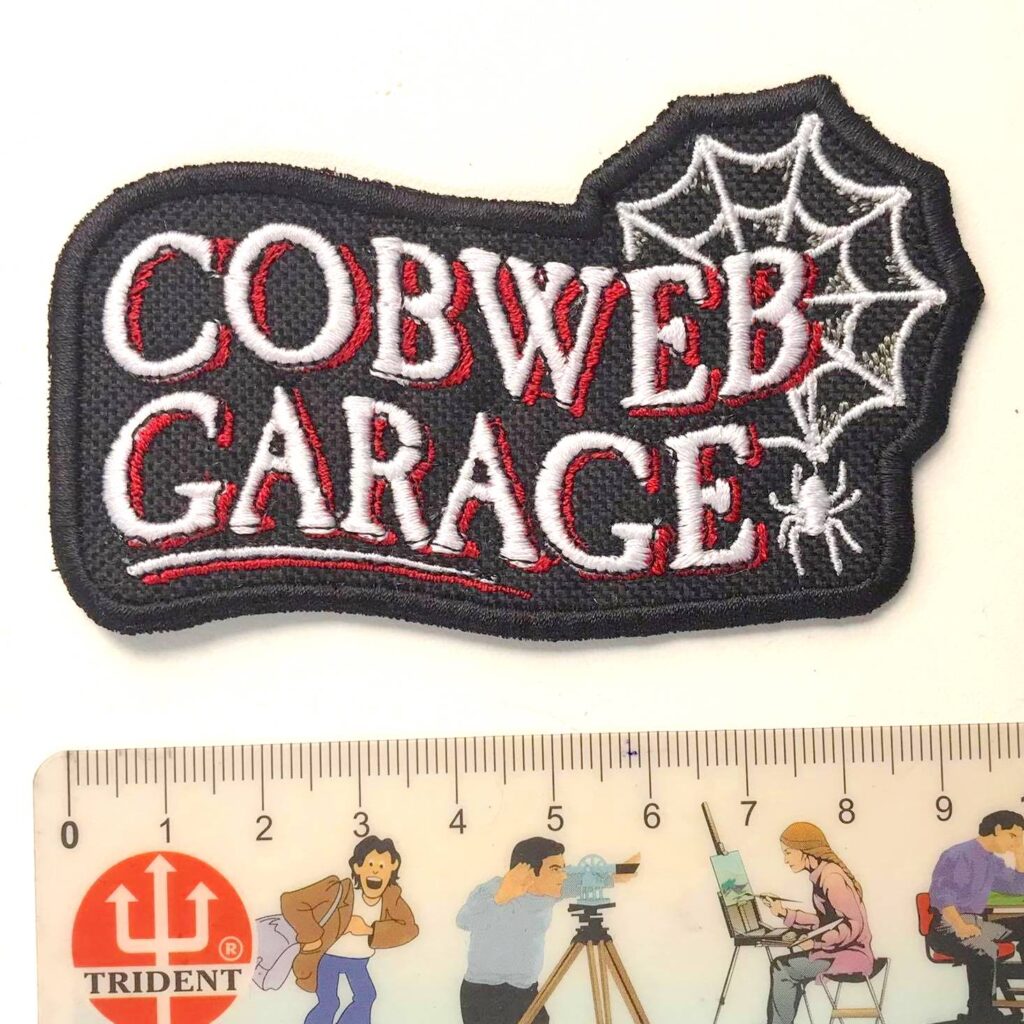 COBWEB
GARAGE
0 1 2 3 4 5 6 7 8 9
®
TRIDENT